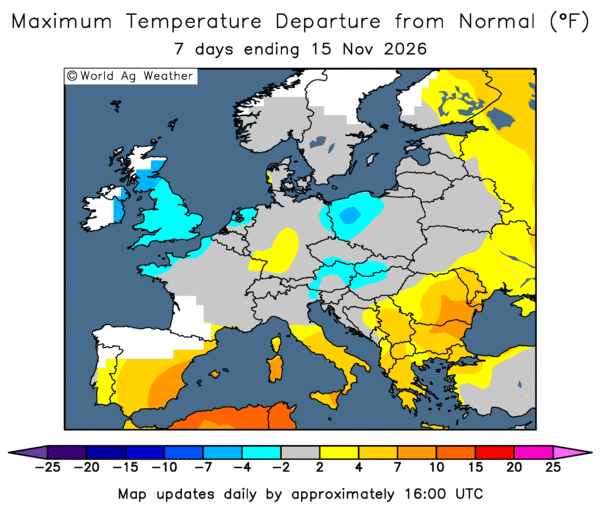 Maximum Temperature Departure from Normal (°F)
7 days ending 15 Nov 2026
© World Ag Weather
-25 -20 -15 -10 -7 -4 -2 2 4 7 10 15 20 25
Map updates daily by approximately 16:00 UTC